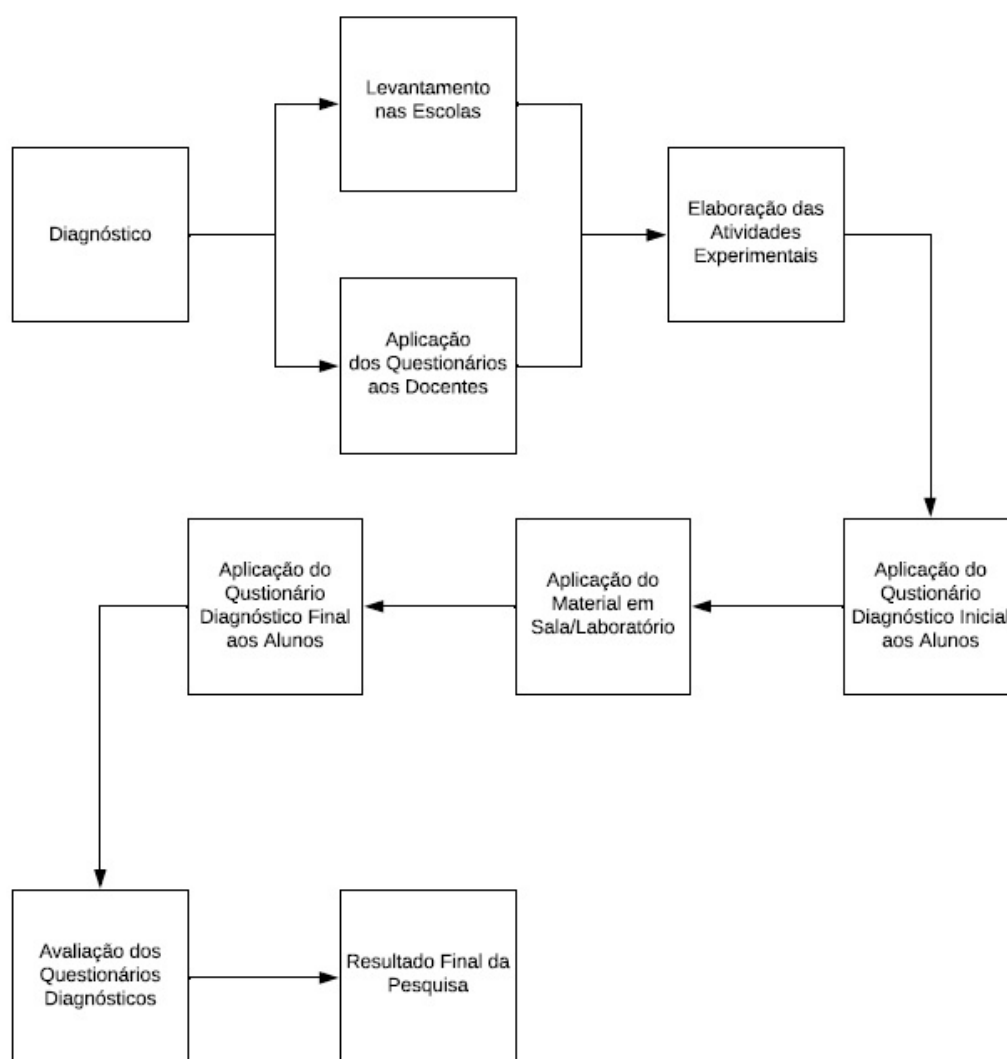 Levantamento
nas Escolas
Diagnóstico
Elaboração das
Atividades
Experimentais
Aplicação
dos Questionários
aos Docentes
Aplicação do
Qustionário
Diagnóstico Inicial
aos Alunos
Aplicação do
Material em
Sala/Laboratório
Aplicação do
Qustionário
Diagnóstico Final
aos Alunos
Avaliação dos
Questionários
Diagnósticos
Resultado Final da
Pesquisa